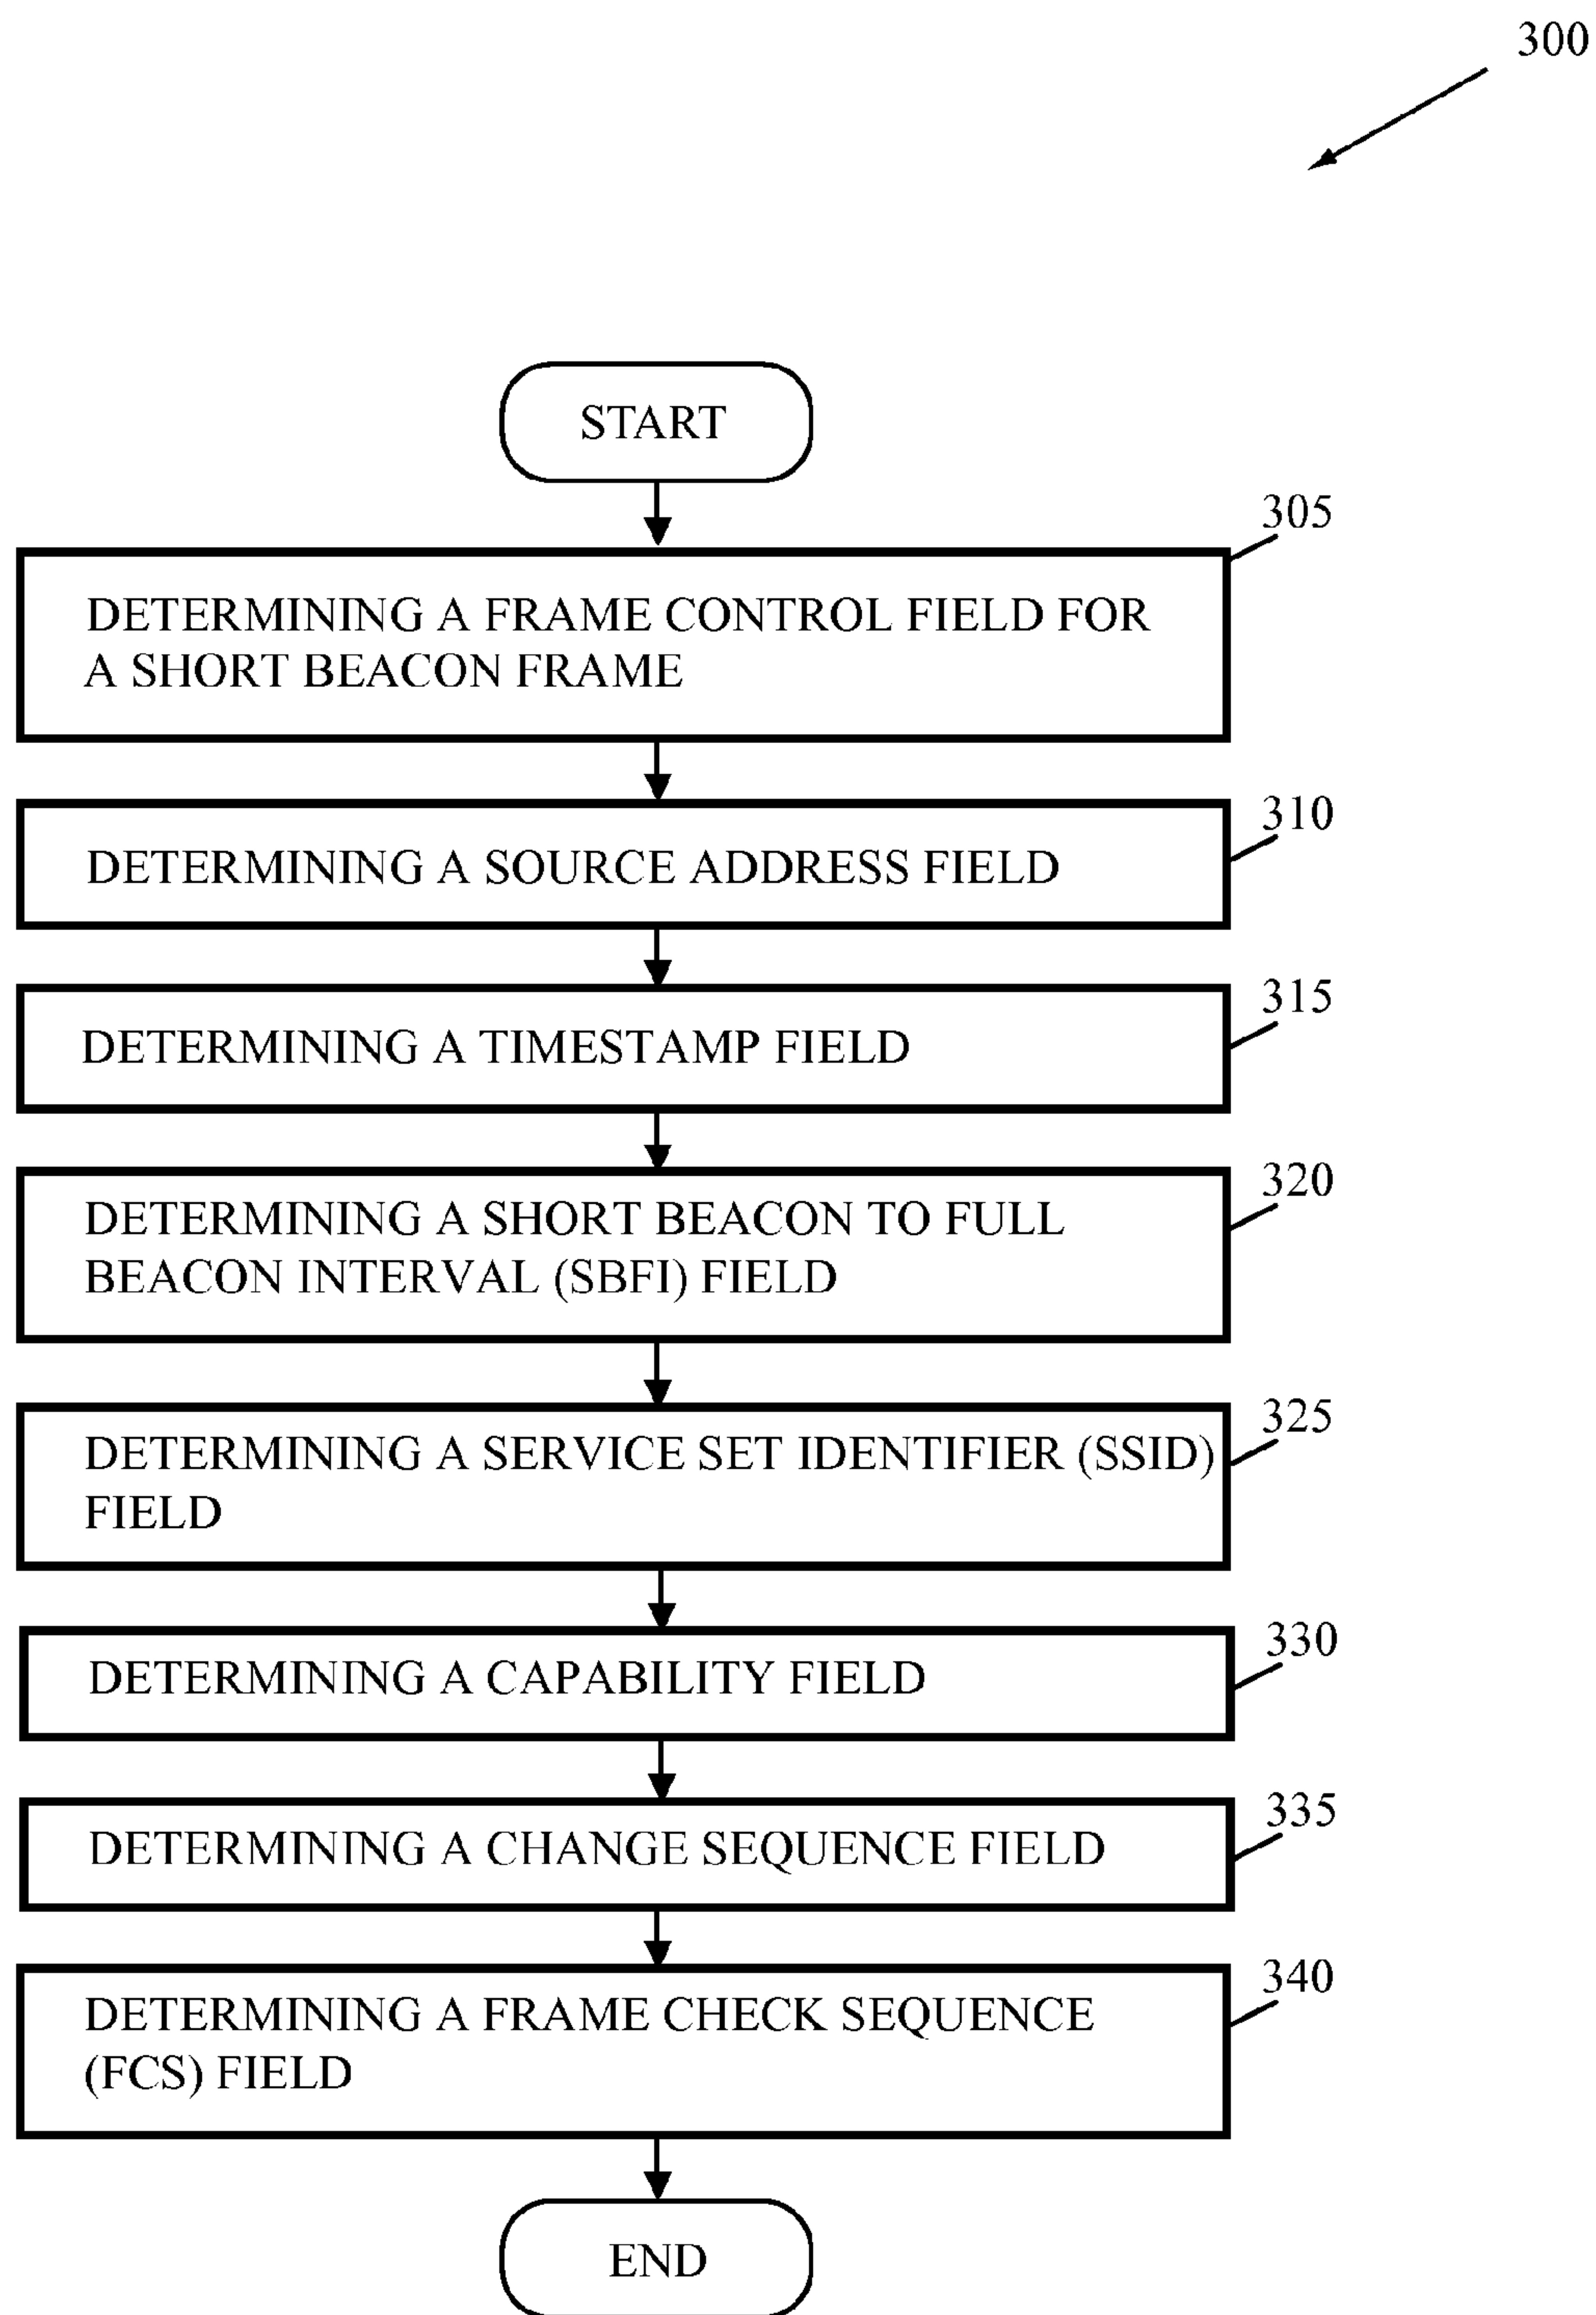 300
START
305
DETERMINING A FRAME CONTROL FIELD FOR
A SHORT BEACON FRAME
310
DETERMINING A SOURCE ADDRESS FIELD
315
DETERMINING A TIMESTAMP FIELD
320
DETERMINING A SHORT BEACON TO FULL
BEACON INTERVAL (SBFI) FIELD
325
DETERMINING A SERVICE SET IDENTIFIER (SSID)
FIELD
330
DETERMINING A CAPABILITY FIELD
335
DETERMINING A CHANGE SEQUENCE FIELD
340
DETERMINING A FRAME CHECK SEQUENCE
(FCS) FIELD
END